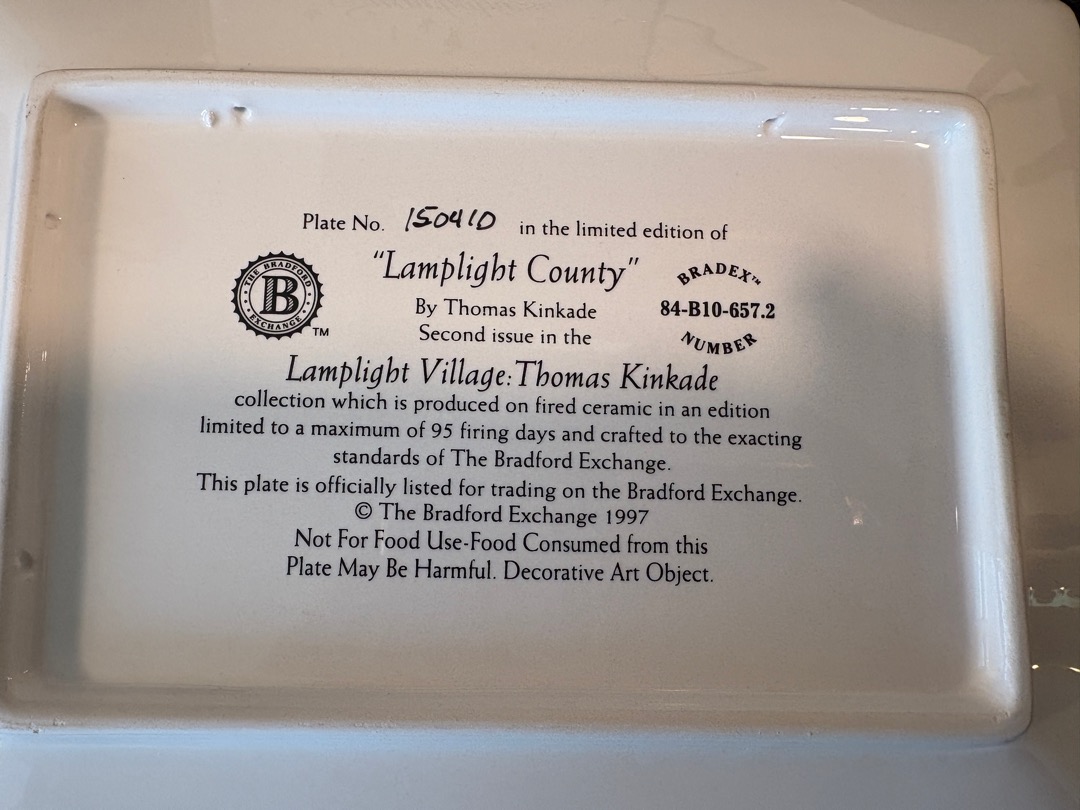 Plate No. 15041D in the limited edition of
"Lamplight County"
THE BRADFORD EXCHANGE
B
TM
By Thomas Kinkade
BRADEX™
84-B10-657.2
NUMBER
Second issue in the
Lamplight Village: Thomas Kinkade
collection which is produced on fired ceramic in an edition
limited to a maximum of 95 firing days and crafted to the exacting
standards of The Bradford Exchange.
This plate is officially listed for trading on the Bradford Exchange.
© The Bradford Exchange 1997
Not For Food Use-Food Consumed from this
Plate May Be Harmful. Decorative Art Object.